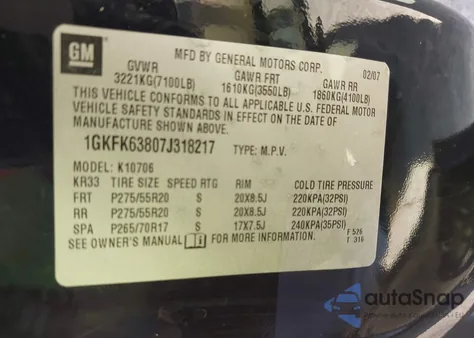 GM
MFD BY GENERAL MOTORS CORP. 02/07
GVWR GAWR FRT GAWR RR
3221KG(7100LB) 1610KG(3550LB) 1860KG(4100LB)
THIS VEHICLE CONFORMS TO ALL APPLICABLE U.S. FEDERAL MOTOR
VEHICLE SAFETY STANDARDS IN EFFECT ON THE DATE OF
MANUFACTURE SHOWN ABOVE.
1GKFK63807J318217 TYPE: M.P.V.
MODEL: K10706
KR33 TIRE SIZE SPEED RTG RIM COLD TIRE PRESSURE
FRT P275/55R20 S 20X8.5J 220KPA(32PSI)
RR P275/55R20 S 20X8.5J 220KPA(32PSI)
SPA P265/70R17 S 17X7.5J 240KPA(35PSI)
SEE OWNER'S MANUAL FOR MORE INFORMATION. F 526
T 316
autoSnap